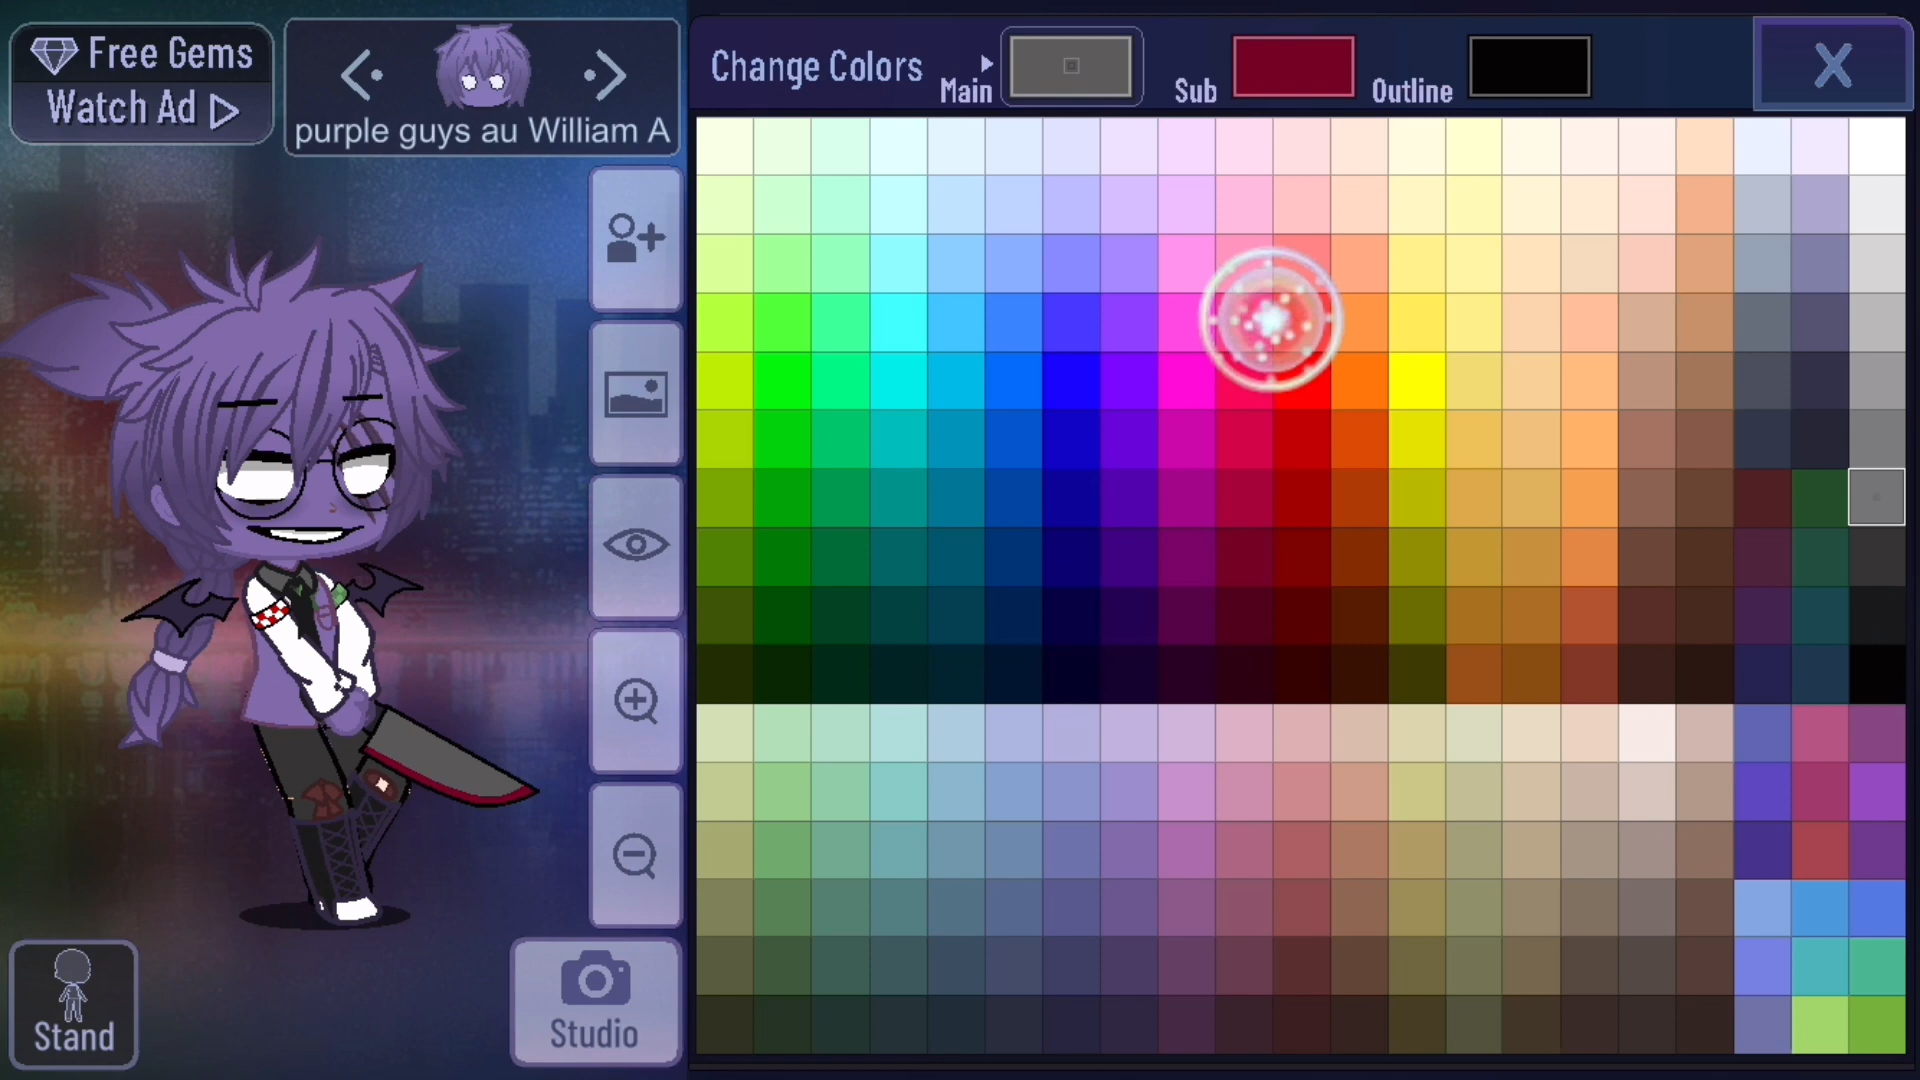 Free Gems
Watch Ad
purple guys au William A
Change Colors
Main
Sub
Outline
X
Stand
Studio